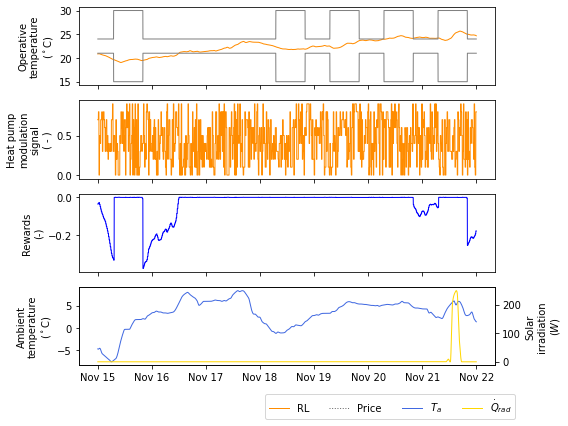 Operative
temperature
(°C)
30
25
20
15
Heat pump
modulation
signal
( - )
0.5
0.0
Rewards
(-)
0.0
−0.2
Ambient
temperature
(°C)
5
0
−5
200
100
0
Solar
irradiation
(W)
Nov 15 Nov 16 Nov 17 Nov 18 Nov 19 Nov 20 Nov 21 Nov 22
RL Price Tₐ Q̇rad